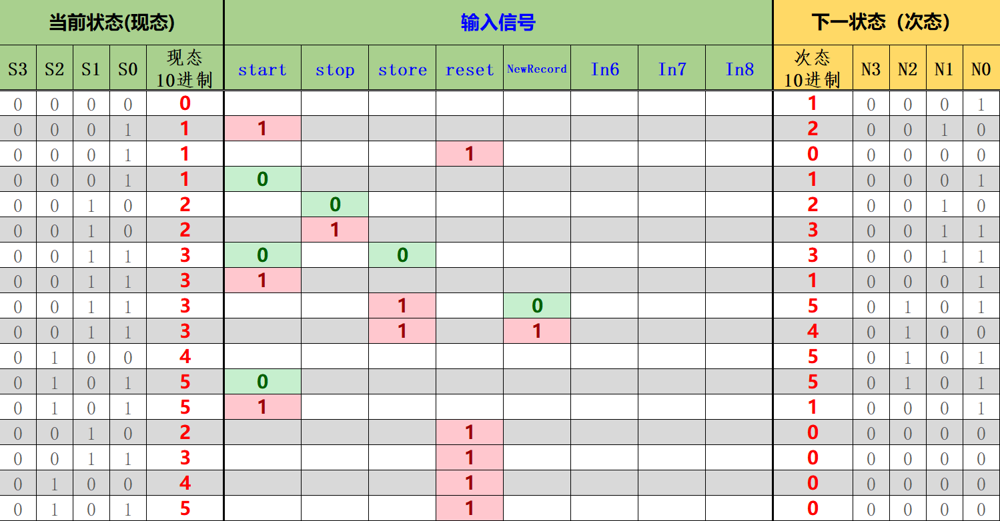 当前状态(现态) 输入信号 下一状态（次态）
S3 S2 S1 S0 现态 10进制 start stop store reset NewRecord In6 In7 In8 次态 10进制 N3 N2 N1 N0
0 0 0 0 0 1 0 0 0 1
0 0 0 1 1 1 2 0 0 1 0
0 0 0 1 1 1 0 0 0 0 0
0 0 0 1 1 0 1 0 0 0 1
0 0 1 0 2 0 2 0 0 1 0
0 0 1 0 2 1 3 0 0 1 1
0 0 1 1 3 0 0 3 0 0 1 1
0 0 1 1 3 1 1 0 0 0 1
0 0 1 1 3 1 0 5 0 1 0 1
0 0 1 1 3 1 1 4 0 1 0 0
0 1 0 0 4 5 0 1 0 1
0 1 0 1 5 0 5 0 1 0 1
0 1 0 1 5 1 1 0 0 0 1
0 0 1 0 2 1 0 0 0 0 0
0 0 1 1 3 1 0 0 0 0 0
0 1 0 0 4 1 0 0 0 0 0
0 1 0 1 5 1 0 0 0 0 0